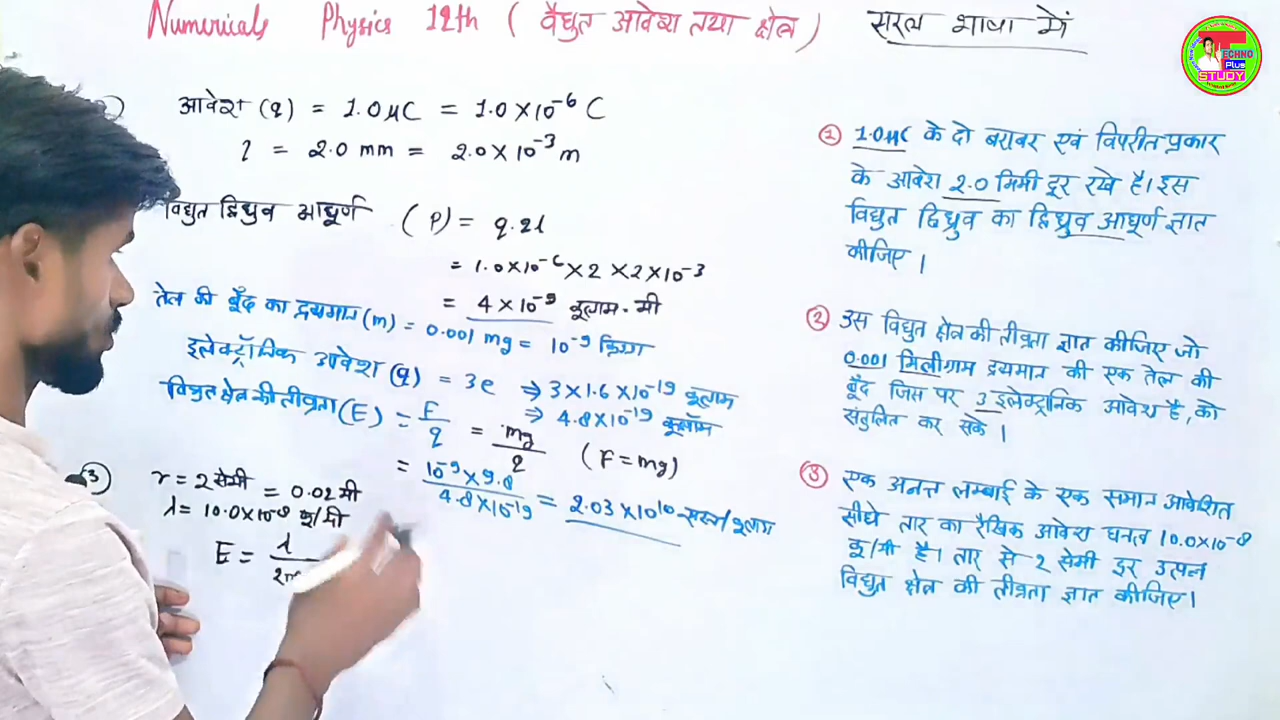 Numericals Physics 12th ( वैधुत आवेश तथा क्षेत्र ) सरल भाषा में
TECHNO
Plus
STUDY
आवेश (q) = 1.0 μC = 1.0 × 10⁻⁶ C
l = 2.0 mm = 2.0 × 10⁻³ m
विधुत द्विध्रुव आघूर्ण (P) = q.2l
= 1.0 × 10⁻⁶ × 2 × 2 × 10⁻³
= 4 × 10⁻⁹ कूलाम. मी
तेल की बूँद का द्रव्यमान (m) = 0.001 mg = 10⁻⁹ किग्रा
इलेक्ट्रॉनिक आवेश (q) = 3e ⇒ 3 × 1.6 × 10⁻¹⁹ कूलाम
⇒ 4.8 × 10⁻¹⁹ कूलॉम
विधुत क्षेत्र की तीव्रता (E) = F/q = mg/q (F = mg)
= 10⁻⁹ × 9.8 / 4.8 × 10⁻¹⁹ = 2.03 × 10¹⁰ न्यूटन/कूलाम
3 r = 2 सेमी = 0.02 मी
λ = 10.0 × 10⁻⁸ कू/मी
E = λ
① 1.0 μC के दो बराबर एवं विपरीत प्रकार
के आवेश 2.0 मिमी दूर रखे है। इस
विधुत द्विध्रुव का द्विध्रुव आघूर्ण ज्ञात
कीजिए।
② उस विधुत क्षेत्र की तीव्रता ज्ञात कीजिए जो
0.001 मिलीग्राम द्रव्यमान की एक तेल की
बूँद जिस पर 3 इलेक्ट्रानिक आवेश है, को
संतुलित कर सके।
③ एक अनन्त लम्बाई के एक समान आवेशित
सीधे तार का रैखिक आवेश घनत्व 10.0 × 10⁻⁸
कू/मी है। तार से 2 सेमी दूर उत्पन्न
विधुत क्षेत्र की तीव्रता ज्ञात कीजिए।